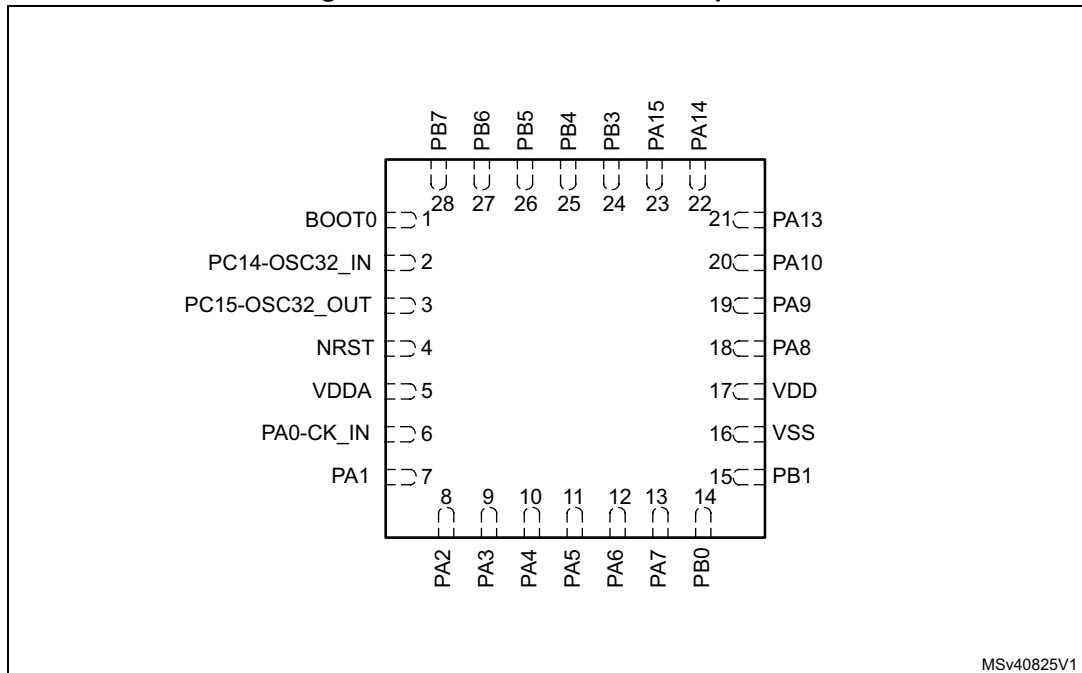 PB7
PB6
PB5
PB4
PB3
PA15
PA14
28
27
26
25
24
23
22
BOOT0 1
21 PA13
PC14-OSC32_IN 2
20 PA10
PC15-OSC32_OUT 3
19 PA9
NRST 4
18 PA8
VDDA 5
17 VDD
PA0-CK_IN 6
16 VSS
PA1 7
15 PB1
8
9
10
11
12
13
14
PA2
PA3
PA4
PA5
PA6
PA7
PB0
MSv40825V1